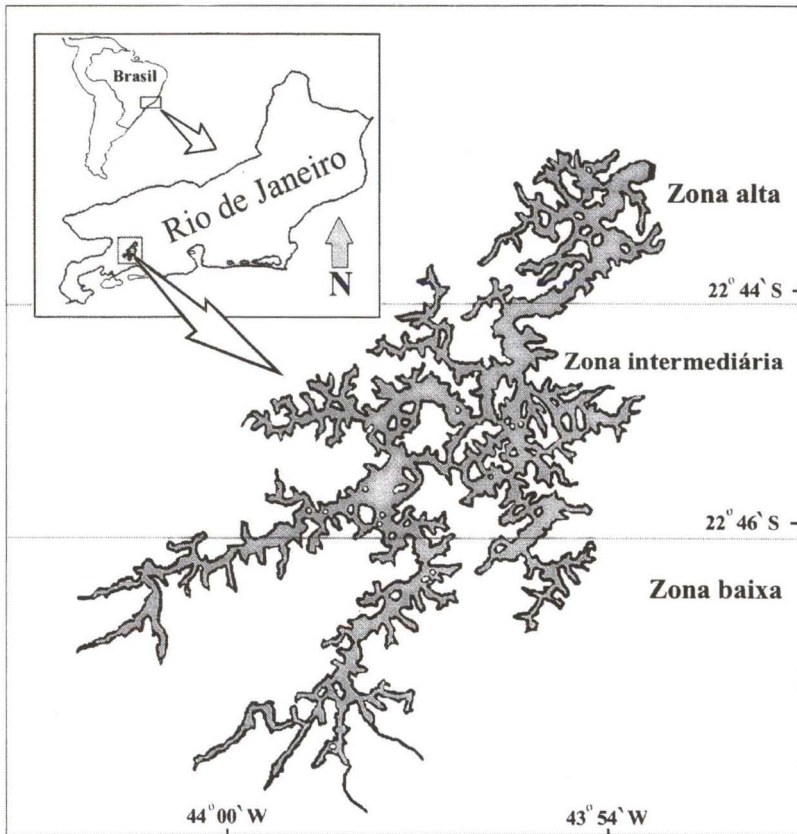 Brasil
Rio de Janeiro
N
Zona alta
22° 44` S
Zona intermediária
22° 46` S
Zona baixa
44° 00` W
43° 54` W